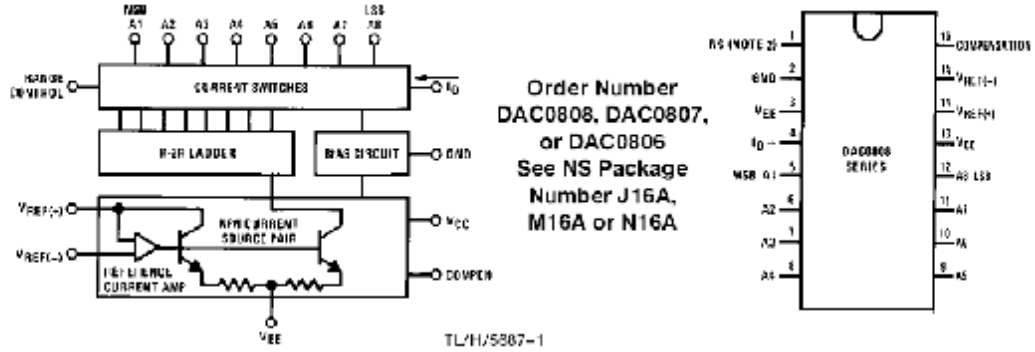 MSB LSB
A1 A2 A3 A4 A5 A6 A7 A8
RANGE
CONTROL
CURRENT SWITCHES
I0
R-2R LADDER
BIAS CIRCUIT
GND
VREF(+)
NPN CURRENT
SOURCE PAIR
VCC
VREF(–)
REFERENCE
CURRENT AMP
COMPEN
VEE
TL/H/5687–1
Order Number
DAC0808, DAC0807,
or DAC0806
See NS Package
Number J16A,
M16A or N16A
NS (NOTE 2) 1
GND 2
VEE 3
I0 4
MSB A1 5
A2 6
A3 7
A4 8
DAC0808
SERIES
16 COMPENSATION
15 VREF(–)
14 VREF(+)
13 VCC
12 A8 LSB
11 A7
10 A6
9 A5